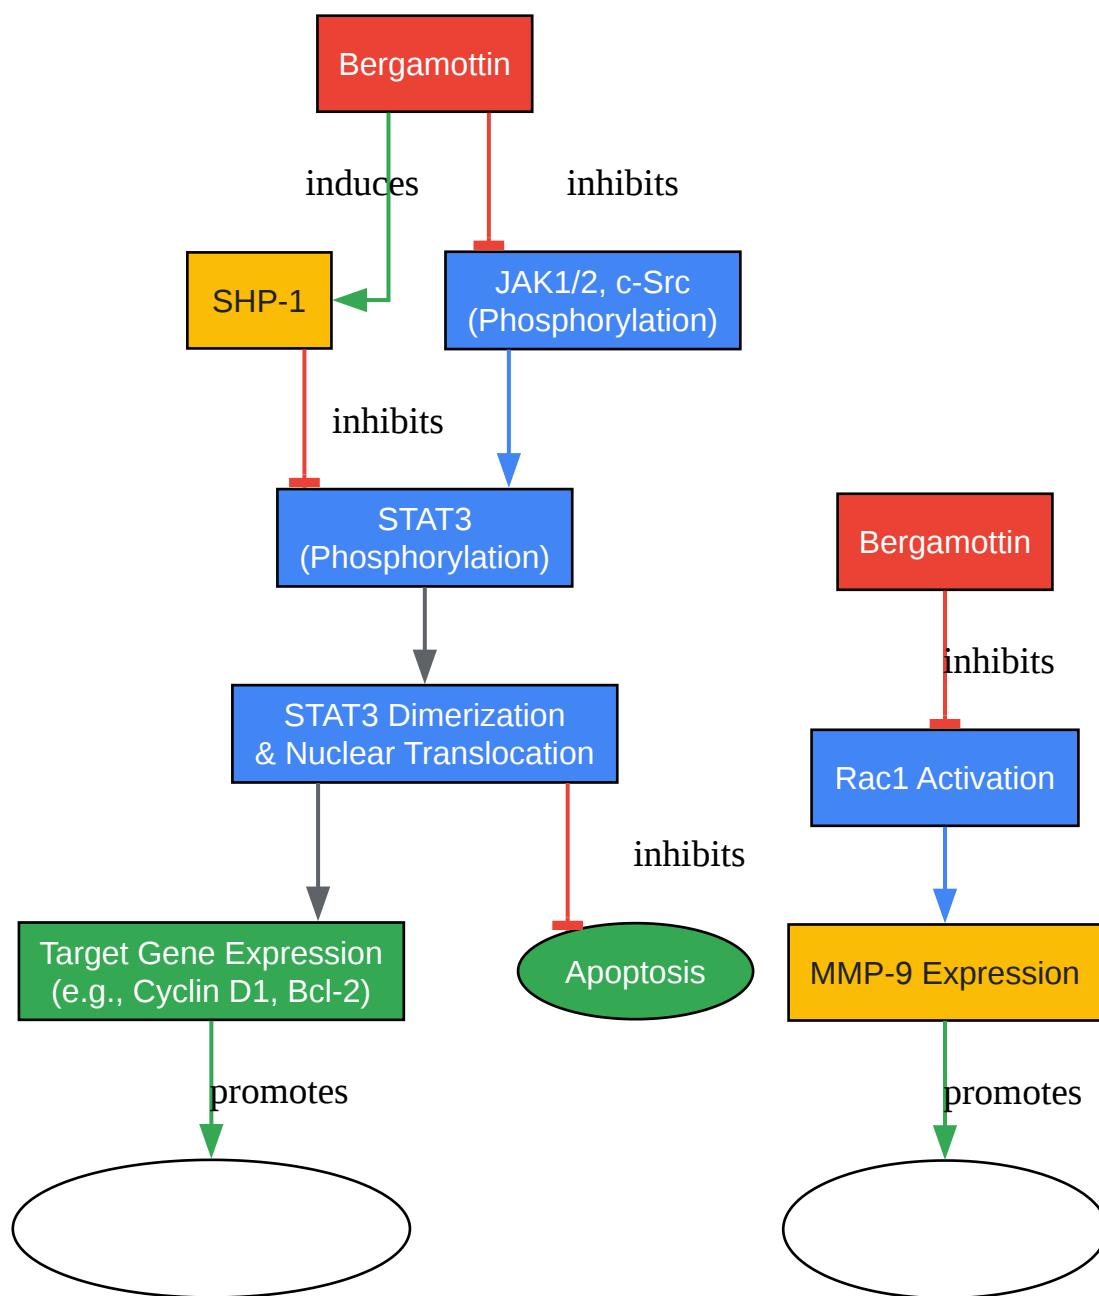 Bergamottin
induces
inhibits
SHP-1
JAK1/2, c-Src
(Phosphorylation)
inhibits
STAT3
(Phosphorylation)
STAT3 Dimerization
& Nuclear Translocation
inhibits
Target Gene Expression
(e.g., Cyclin D1, Bcl-2)
Apoptosis
promotes
Bergamottin
inhibits
Rac1 Activation
MMP-9 Expression
promotes